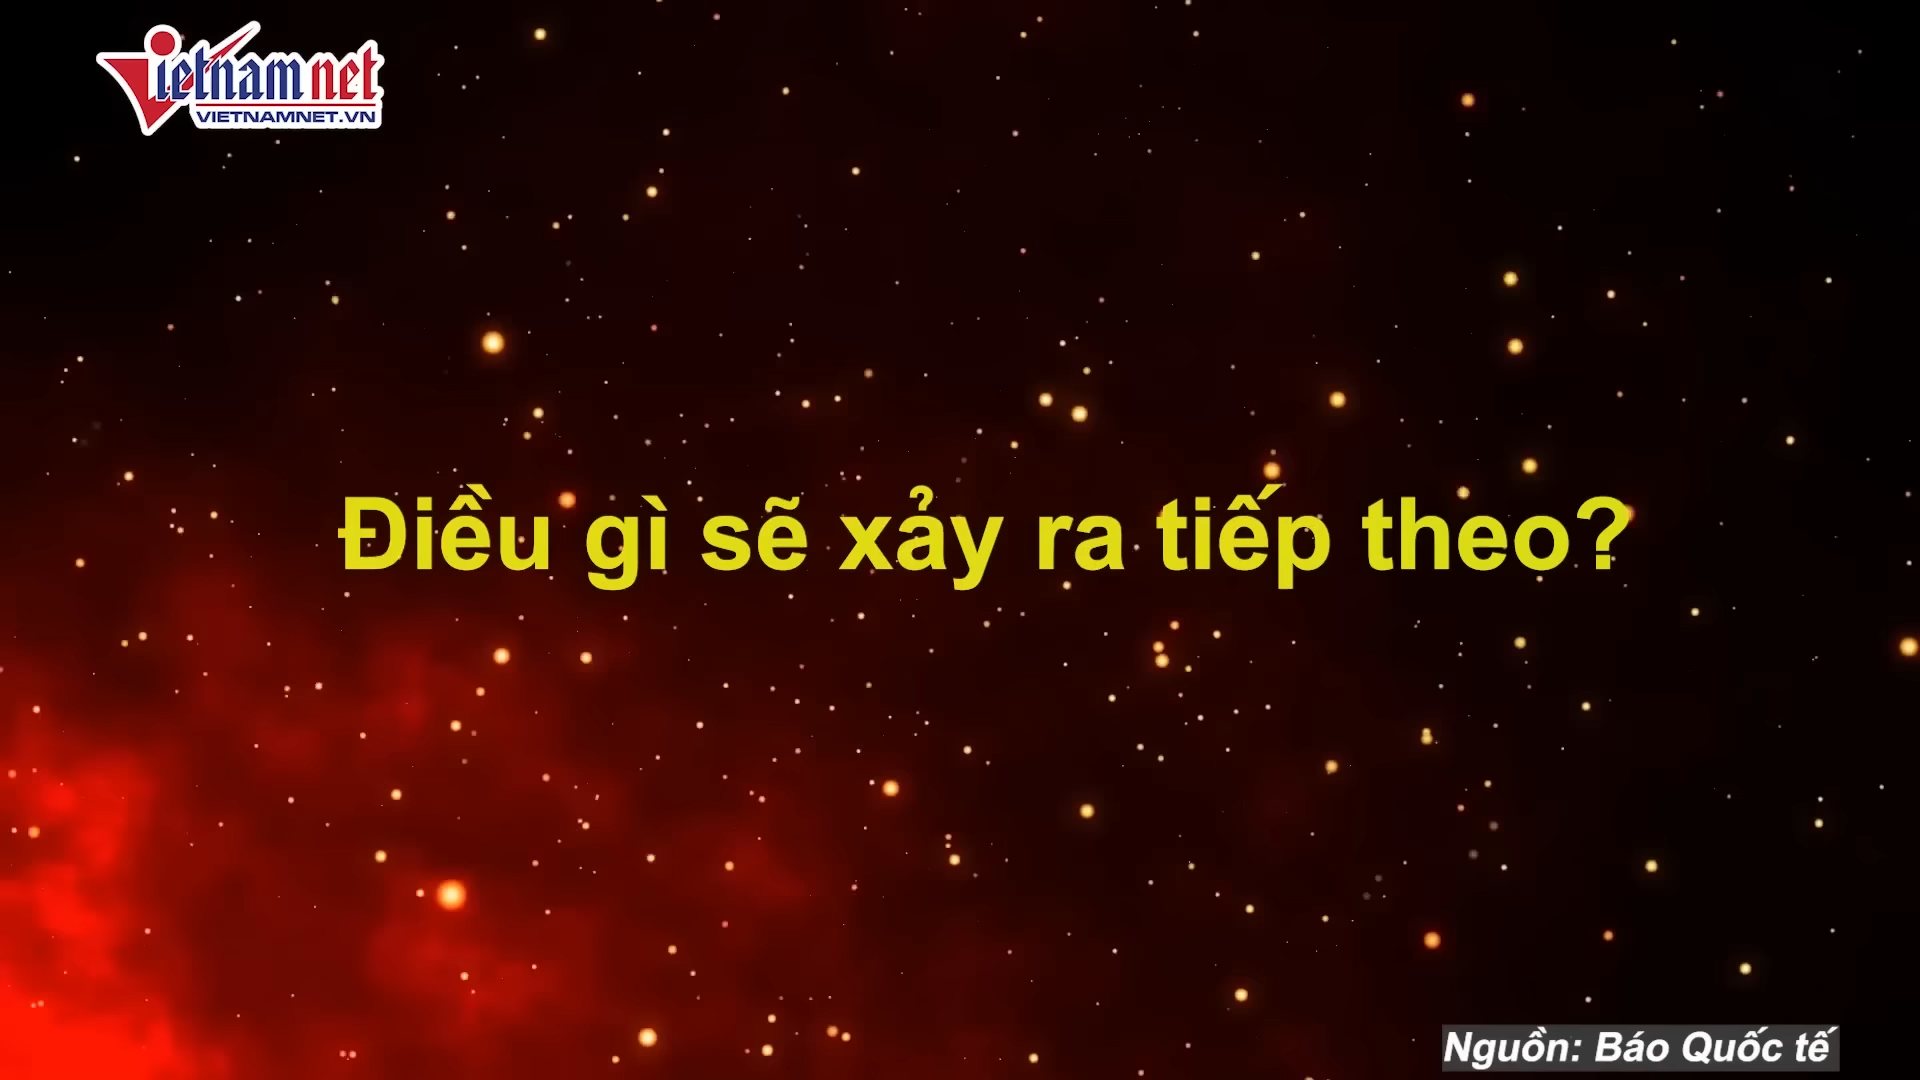 Vietnamnet
VIETNAMNET.VN
Điều gì sẽ xảy ra tiếp theo?
Nguồn: Báo Quốc tế